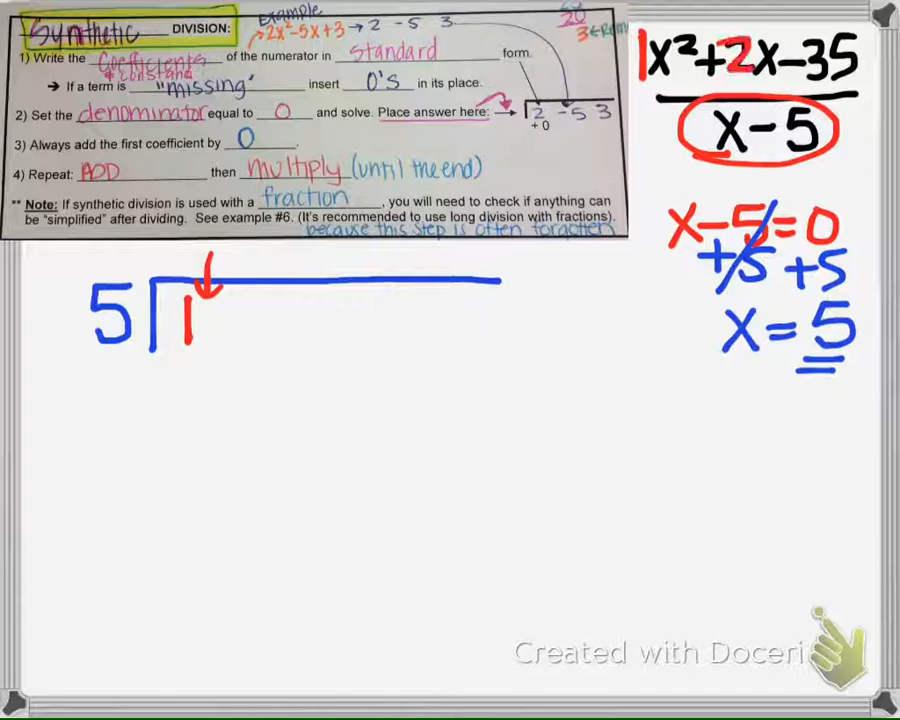 Synthetic DIVISION:
Example
2x²-5x+3 → 2 -5 3
1) Write the Coefficients & constand of the numerator in standard form.
→ If a term is "missing" insert 0's in its place.
2) Set the denominator equal to 0 and solve. Place answer here: →
2 -5 3
+0
3) Always add the first coefficient by 0.
4) Repeat: ADD then multiply (until the end)
** Note: If synthetic division is used with a fraction, you will need to check if anything can
be "simplified" after dividing. See example #6. (It's recommended to use long division with fractions).
because this step is often forgotten
20
3 ←
1x²+2x-35
x-5
x-5=0
+5 +5
x=5
5 1
Created with Doceri